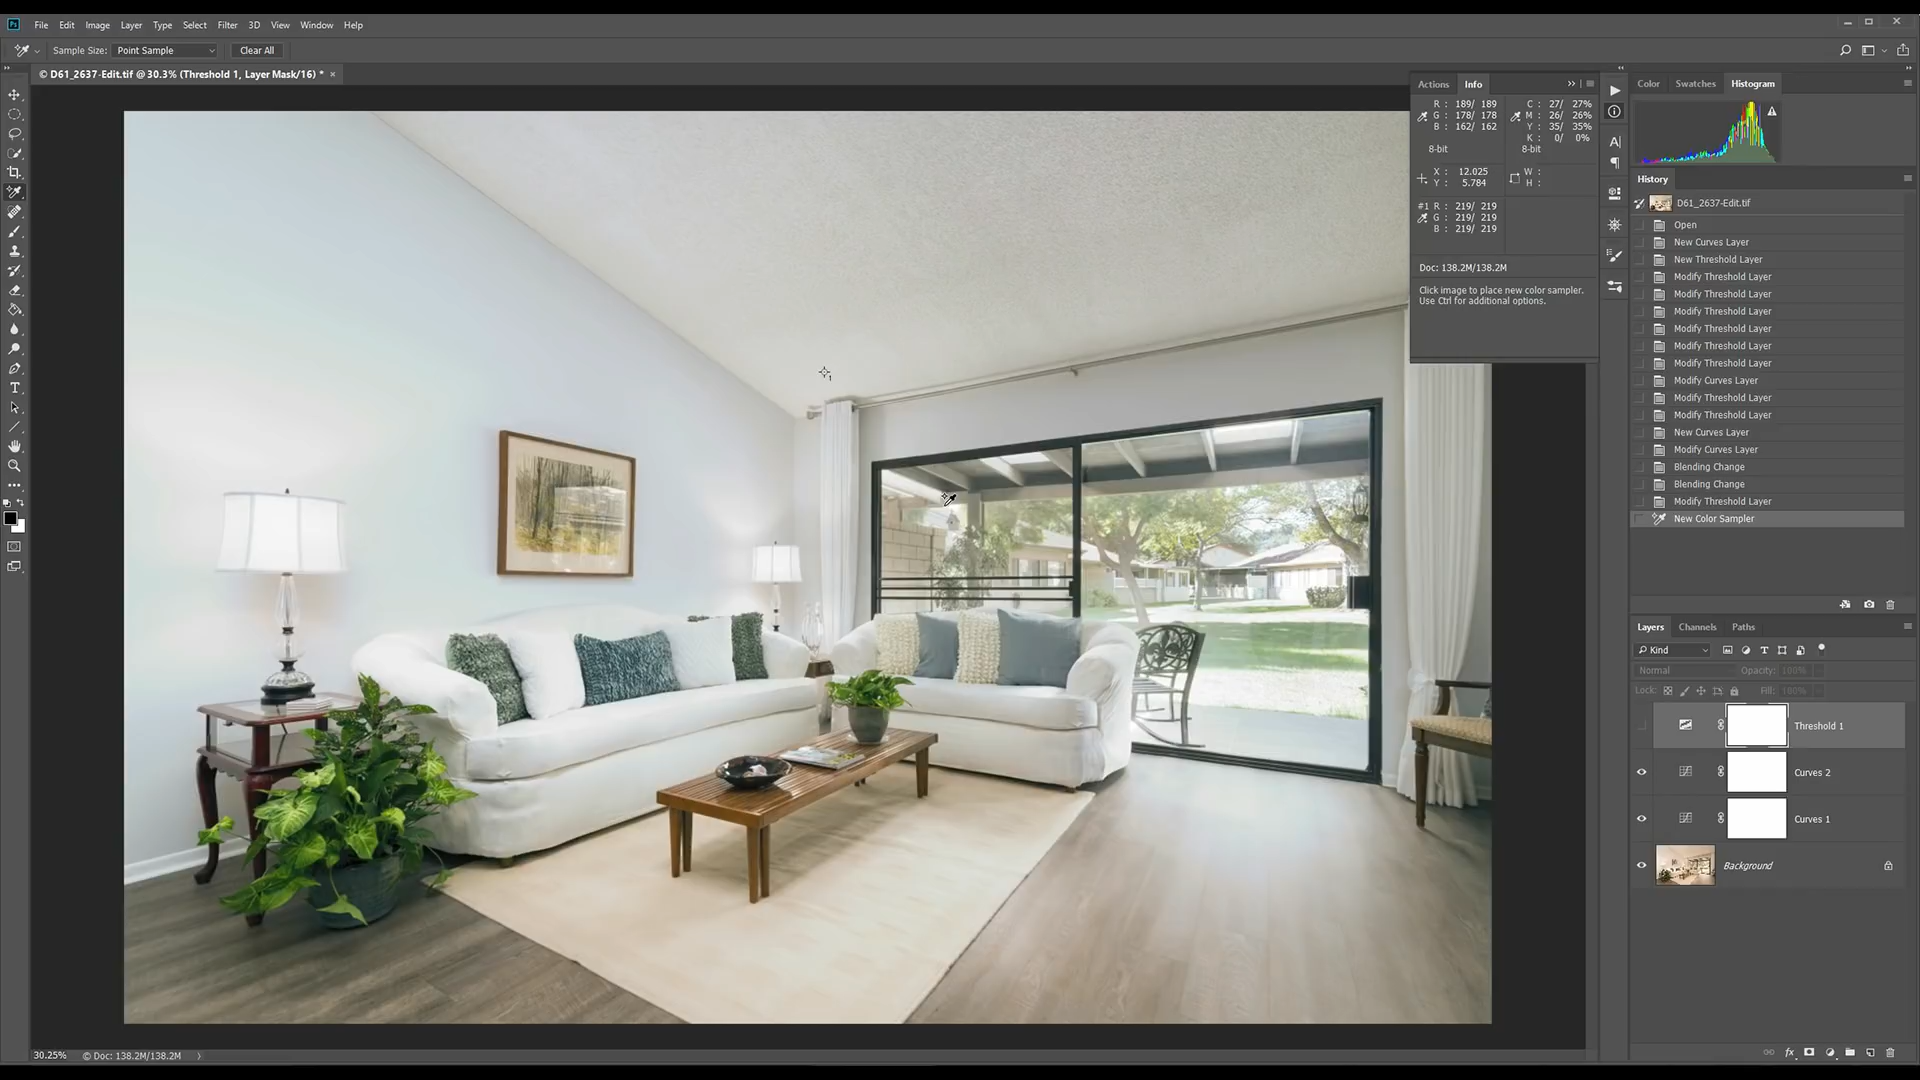 Ps File Edit Image Layer Type Select Filter 3D View Window Help
Sample Size: Point Sample Clear All
© D61_2637-Edit.tif @ 30.3% (Threshold 1, Layer Mask/16) * ×
Actions Info
R : 189/ 189 C : 27/ 27%
G : 178/ 178 M : 26/ 26%
B : 162/ 162 Y : 35/ 35%
K : 0/ 0%
8-bit 8-bit
X : 12.025 W :
Y : 5.784 H :
#1 R : 219/ 219
G : 219/ 219
B : 219/ 219
Doc: 138.2M/138.2M
Click image to place new color sampler.
Use Ctrl for additional options.
Color Swatches Histogram
History
D61_2637-Edit.tif
Open
New Curves Layer
New Threshold Layer
Modify Threshold Layer
Modify Threshold Layer
Modify Threshold Layer
Modify Threshold Layer
Modify Threshold Layer
Modify Threshold Layer
Modify Curves Layer
Modify Threshold Layer
Modify Threshold Layer
New Curves Layer
Modify Curves Layer
Blending Change
Blending Change
Modify Threshold Layer
New Color Sampler
Layers Channels Paths
Kind
Normal Opacity: 100%
Lock: Fill: 100%
Threshold 1
Curves 2
Curves 1
Background
1
30.25% © Doc: 138.2M/138.2M